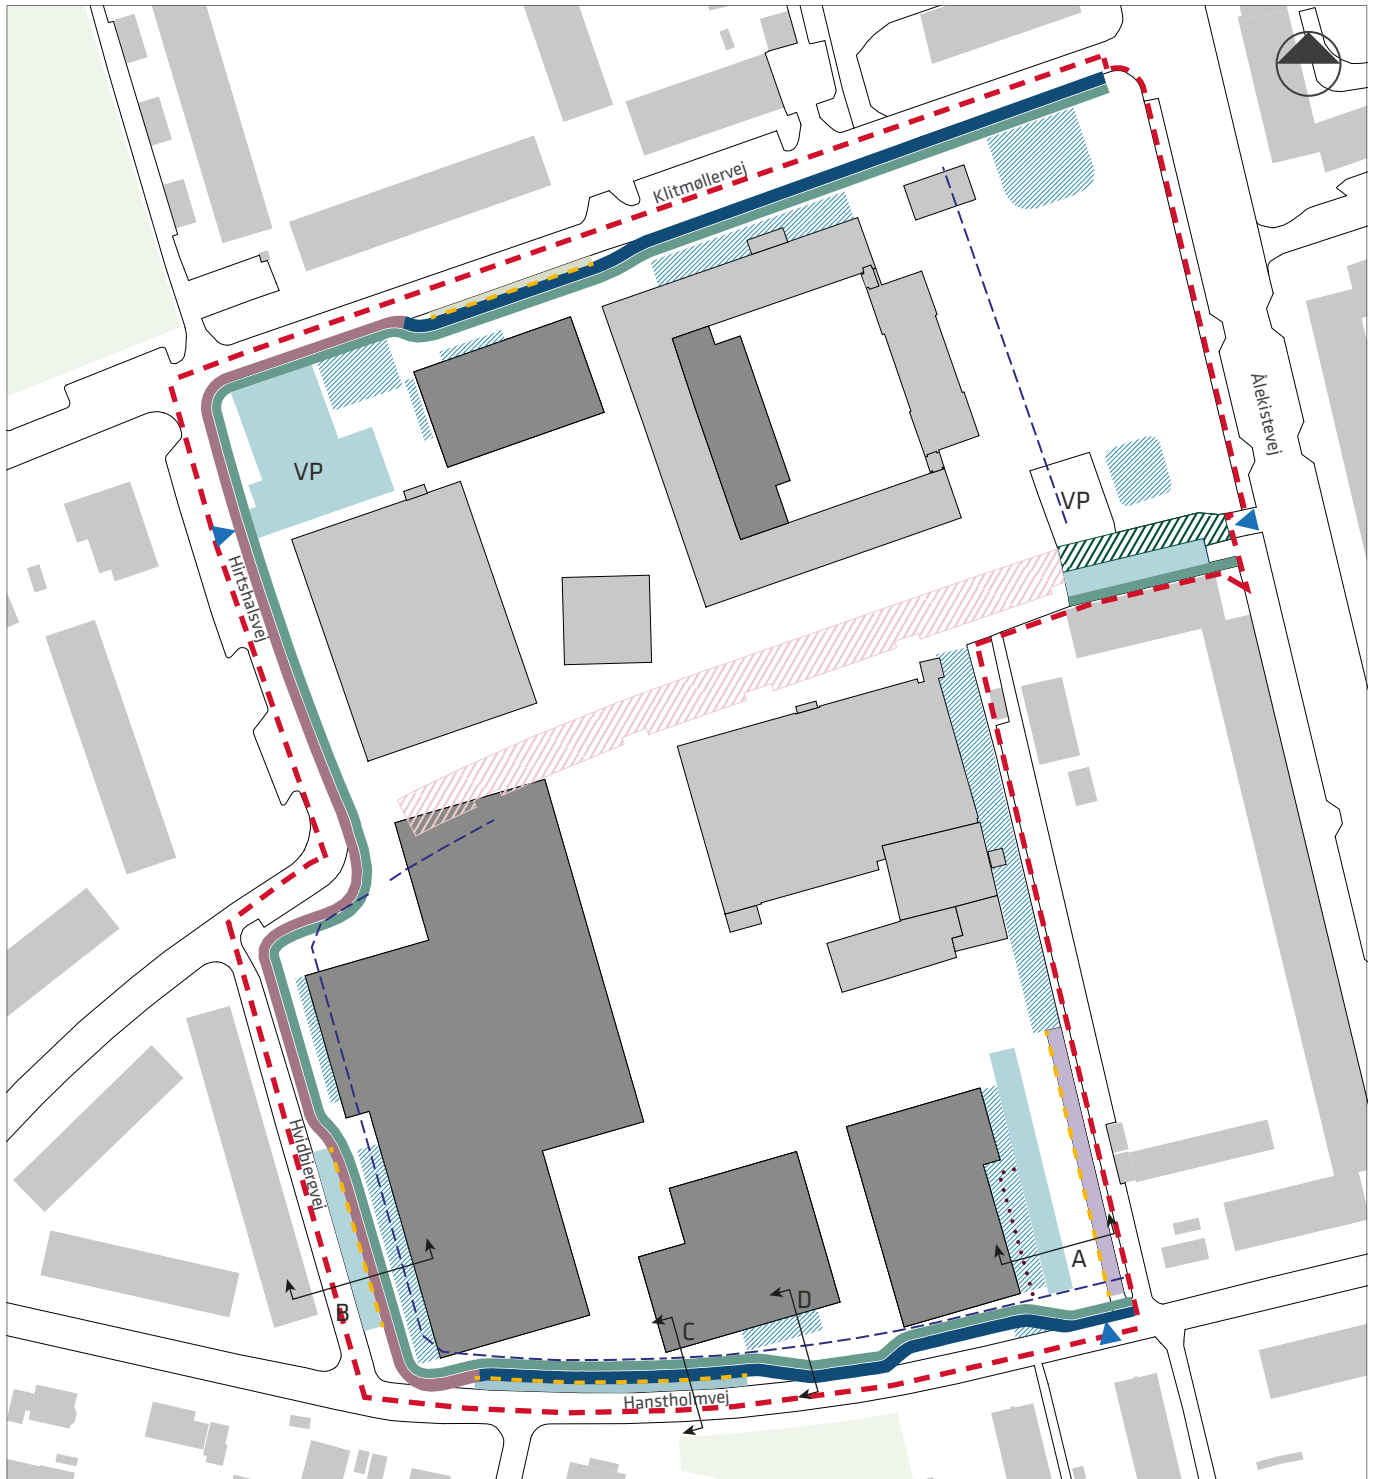 Klitmøllervej
Ålekistevej
VP
VP
Hirtshalsvej
Hvidbjergvej
A
B
D
C
Hanstholmvej